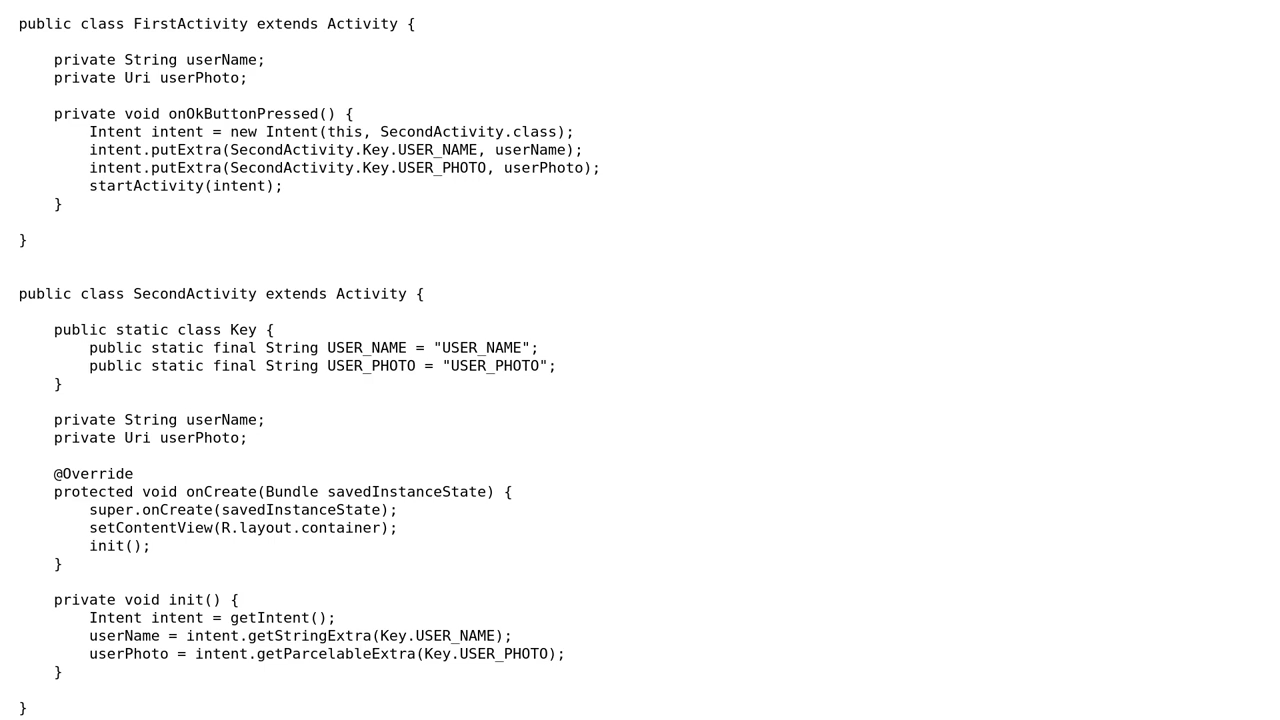 public class FirstActivity extends Activity {
    private String userName;
    private Uri userPhoto;
    private void onOkButtonPressed() {
        Intent intent = new Intent(this, SecondActivity.class);
        intent.putExtra(SecondActivity.Key.USER_NAME, userName);
        intent.putExtra(SecondActivity.Key.USER_PHOTO, userPhoto);
        startActivity(intent);
    }
}
public class SecondActivity extends Activity {
    public static class Key {
        public static final String USER_NAME = "USER_NAME";
        public static final String USER_PHOTO = "USER_PHOTO";
    }
    private String userName;
    private Uri userPhoto;
    @Override
    protected void onCreate(Bundle savedInstanceState) {
        super.onCreate(savedInstanceState);
        setContentView(R.layout.container);
        init();
    }
    private void init() {
        Intent intent = getIntent();
        userName = intent.getStringExtra(Key.USER_NAME);
        userPhoto = intent.getParcelableExtra(Key.USER_PHOTO);
    }
}